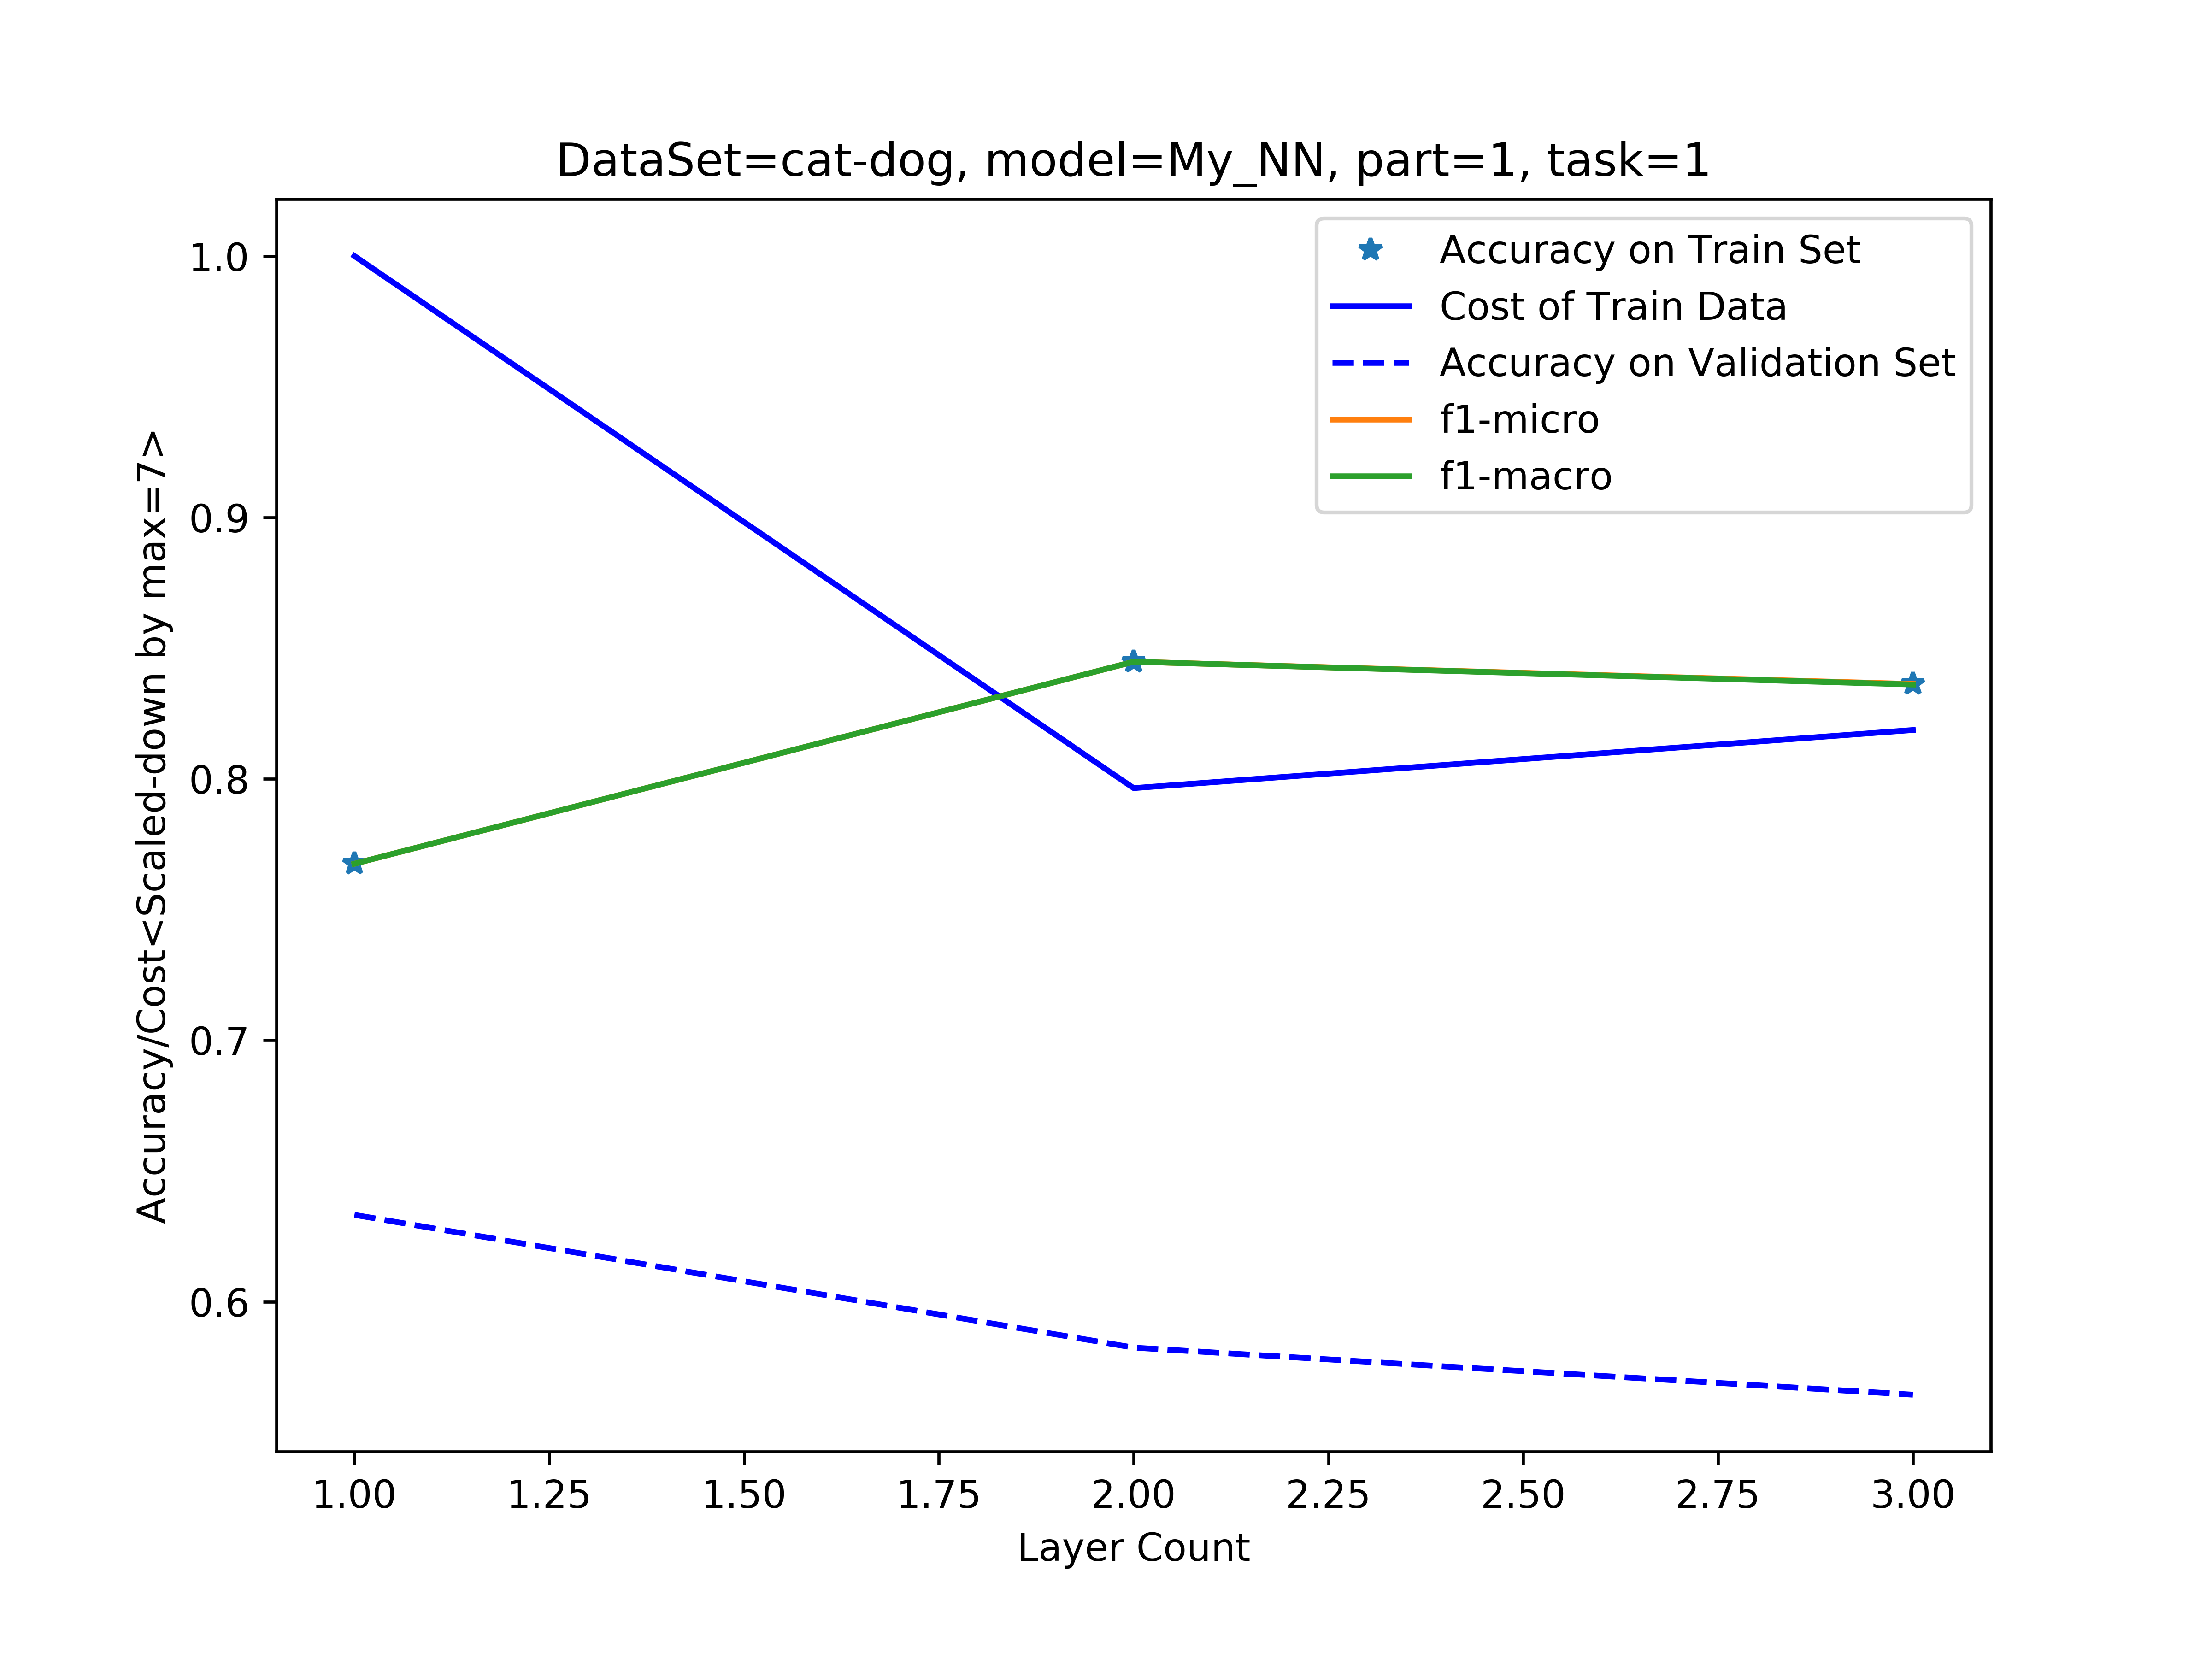 DataSet=cat-dog, model=My_NN, part=1, task=1
Accuracy on Train Set
Cost of Train Data
Accuracy on Validation Set
f1-micro
f1-macro
Accuracy/Cost<Scaled-down by max=7>
1.0
0.9
0.8
0.7
0.6
1.00 1.25 1.50 1.75 2.00 2.25 2.50 2.75 3.00
Layer Count